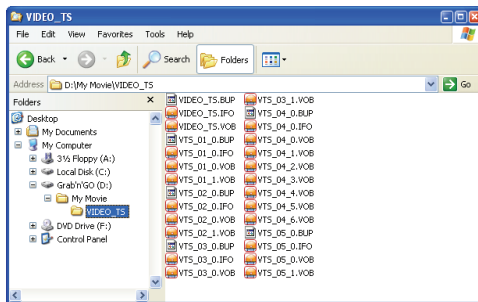 VIDEO_TS
File Edit View Favorites Tools Help
Back Search Folders
Address D:\My Movie\VIDEO_TS Go
Folders
Desktop
My Documents
My Computer
3½ Floppy (A:)
Local Disk (C:)
Grab'n'GO (D:)
My Movie
VIDEO_TS
DVD Drive (F:)
Control Panel
VIDEO_TS.BUP
VIDEO_TS.IFO
VIDEO_TS.VOB
VTS_01_0.BUP
VTS_01_0.IFO
VTS_01_0.VOB
VTS_01_1.VOB
VTS_02_0.BUP
VTS_02_0.IFO
VTS_02_0.VOB
VTS_02_1.VOB
VTS_03_0.BUP
VTS_03_0.IFO
VTS_03_0.VOB
VTS_03_1.VOB
VTS_04_0.BUP
VTS_04_0.IFO
VTS_04_0.VOB
VTS_04_1.VOB
VTS_04_2.VOB
VTS_04_3.VOB
VTS_04_4.VOB
VTS_04_5.VOB
VTS_04_6.VOB
VTS_05_0.BUP
VTS_05_0.IFO
VTS_05_0.VOB
VTS_05_1.VOB